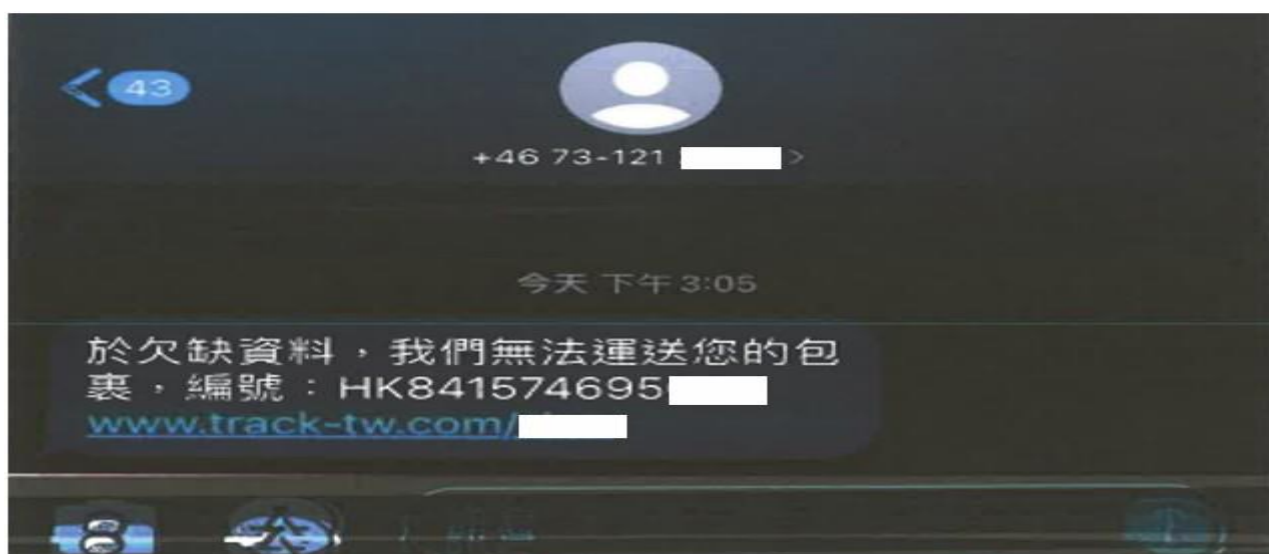 43
+46 73-121
今天 下午 3:05
於欠缺資料，我們無法運送您的包
裹，編號：HK8415746950
www.track-tw.com/